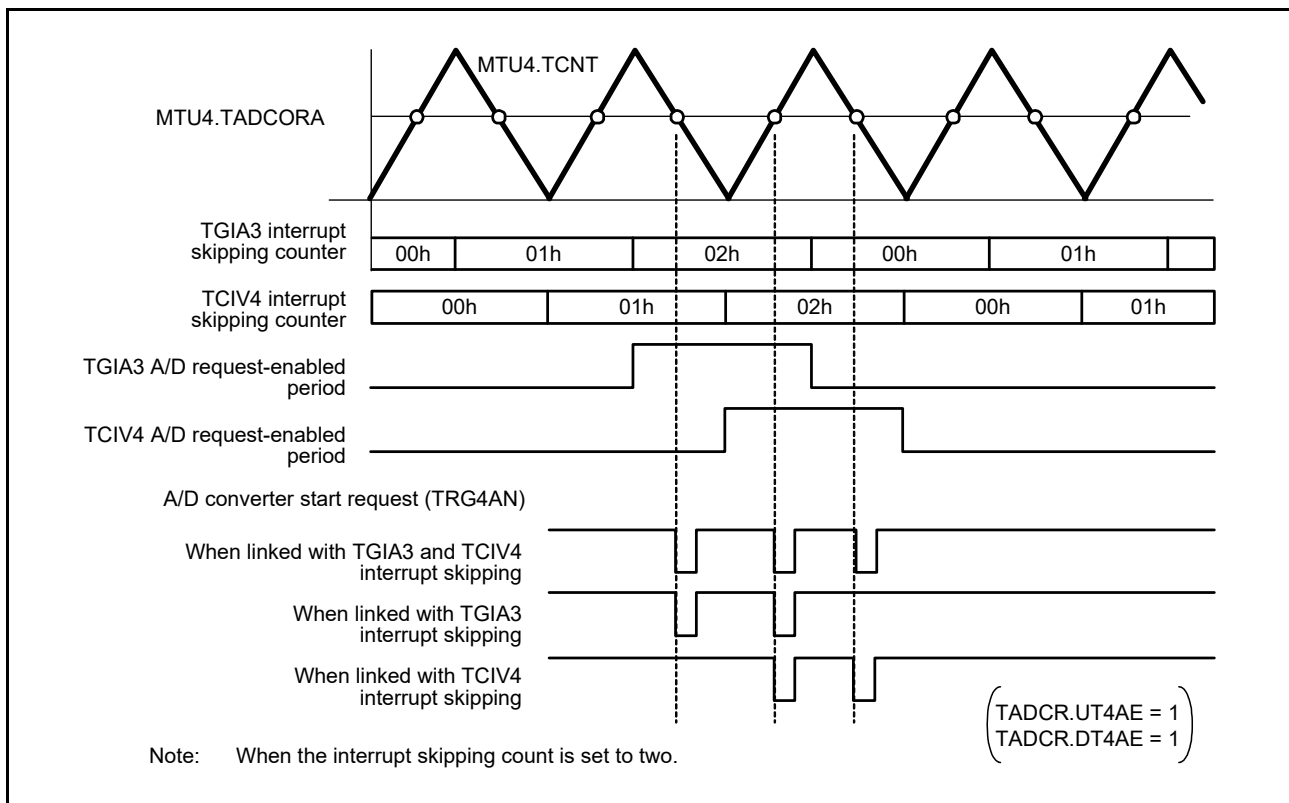 MTU4.TCNT
MTU4.TADCORA
TGIA3 interrupt
skipping counter
00h 01h 02h 00h 01h
TCIV4 interrupt
skipping counter
00h 01h 02h 00h 01h
TGIA3 A/D request-enabled
period
TCIV4 A/D request-enabled
period
A/D converter start request (TRG4AN)
When linked with TGIA3 and TCIV4
interrupt skipping
When linked with TGIA3
interrupt skipping
When linked with TCIV4
interrupt skipping
TADCR.UT4AE = 1
TADCR.DT4AE = 1
Note: When the interrupt skipping count is set to two.